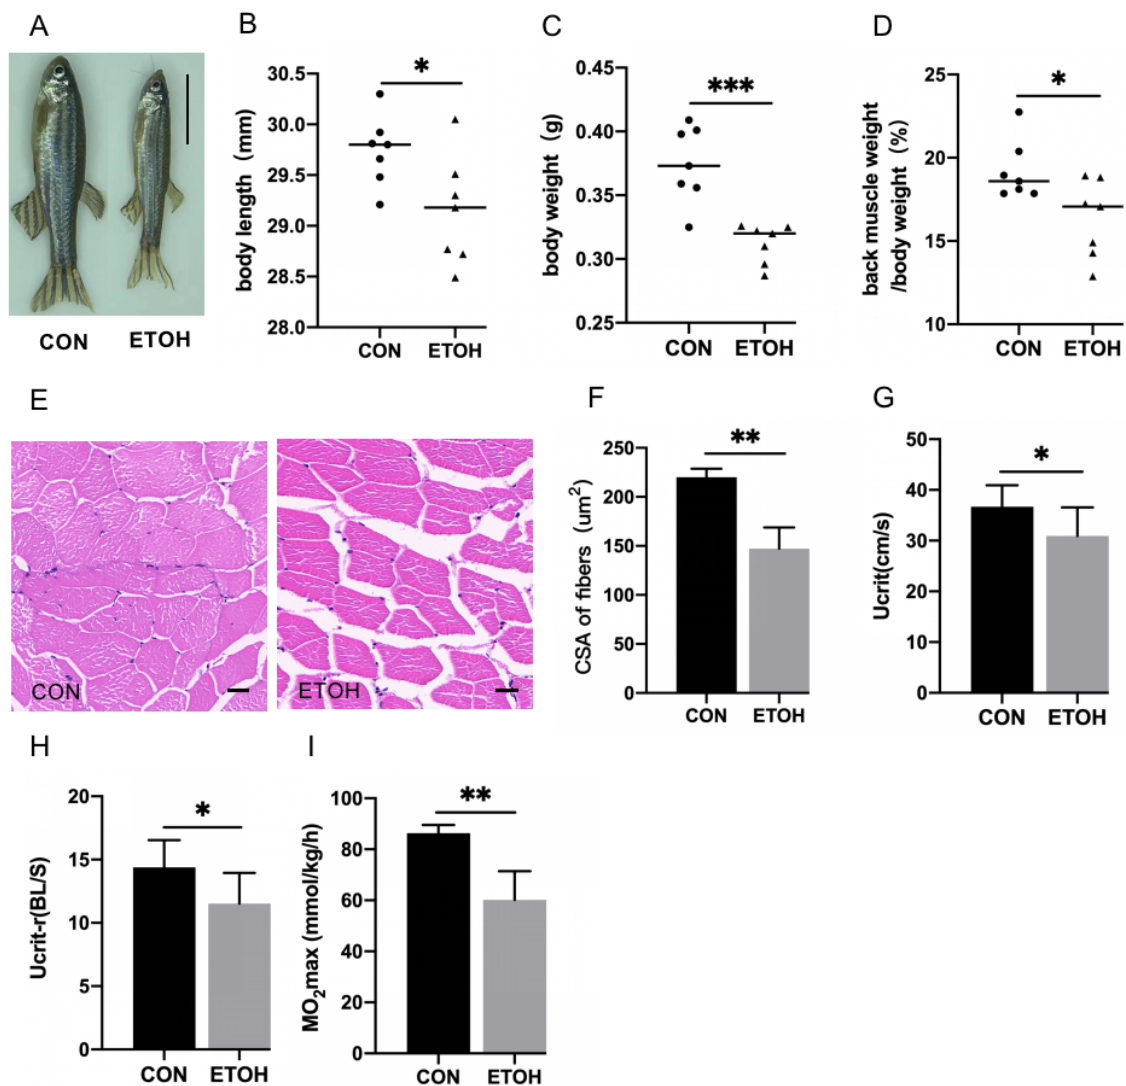 A
CON
ETOH
B
body length (mm)
30.5
30.0
29.5
29.0
28.5
28.0
*
CON
ETOH
C
body weight (g)
0.45
0.40
0.35
0.30
0.25
***
CON
ETOH
D
back muscle weight
/body weight (%)
25
20
15
10
*
CON
ETOH
E
CON
ETOH
F
CSA of fibers (um²)
250
200
150
100
50
0
**
CON
ETOH
G
Ucrit(cm/s)
50
40
30
20
10
0
*
CON
ETOH
H
Ucrit-r(BL/S)
20
15
10
5
0
*
CON
ETOH
I
MO₂max (mmol/kg/h)
100
80
60
40
20
0
**
CON
ETOH